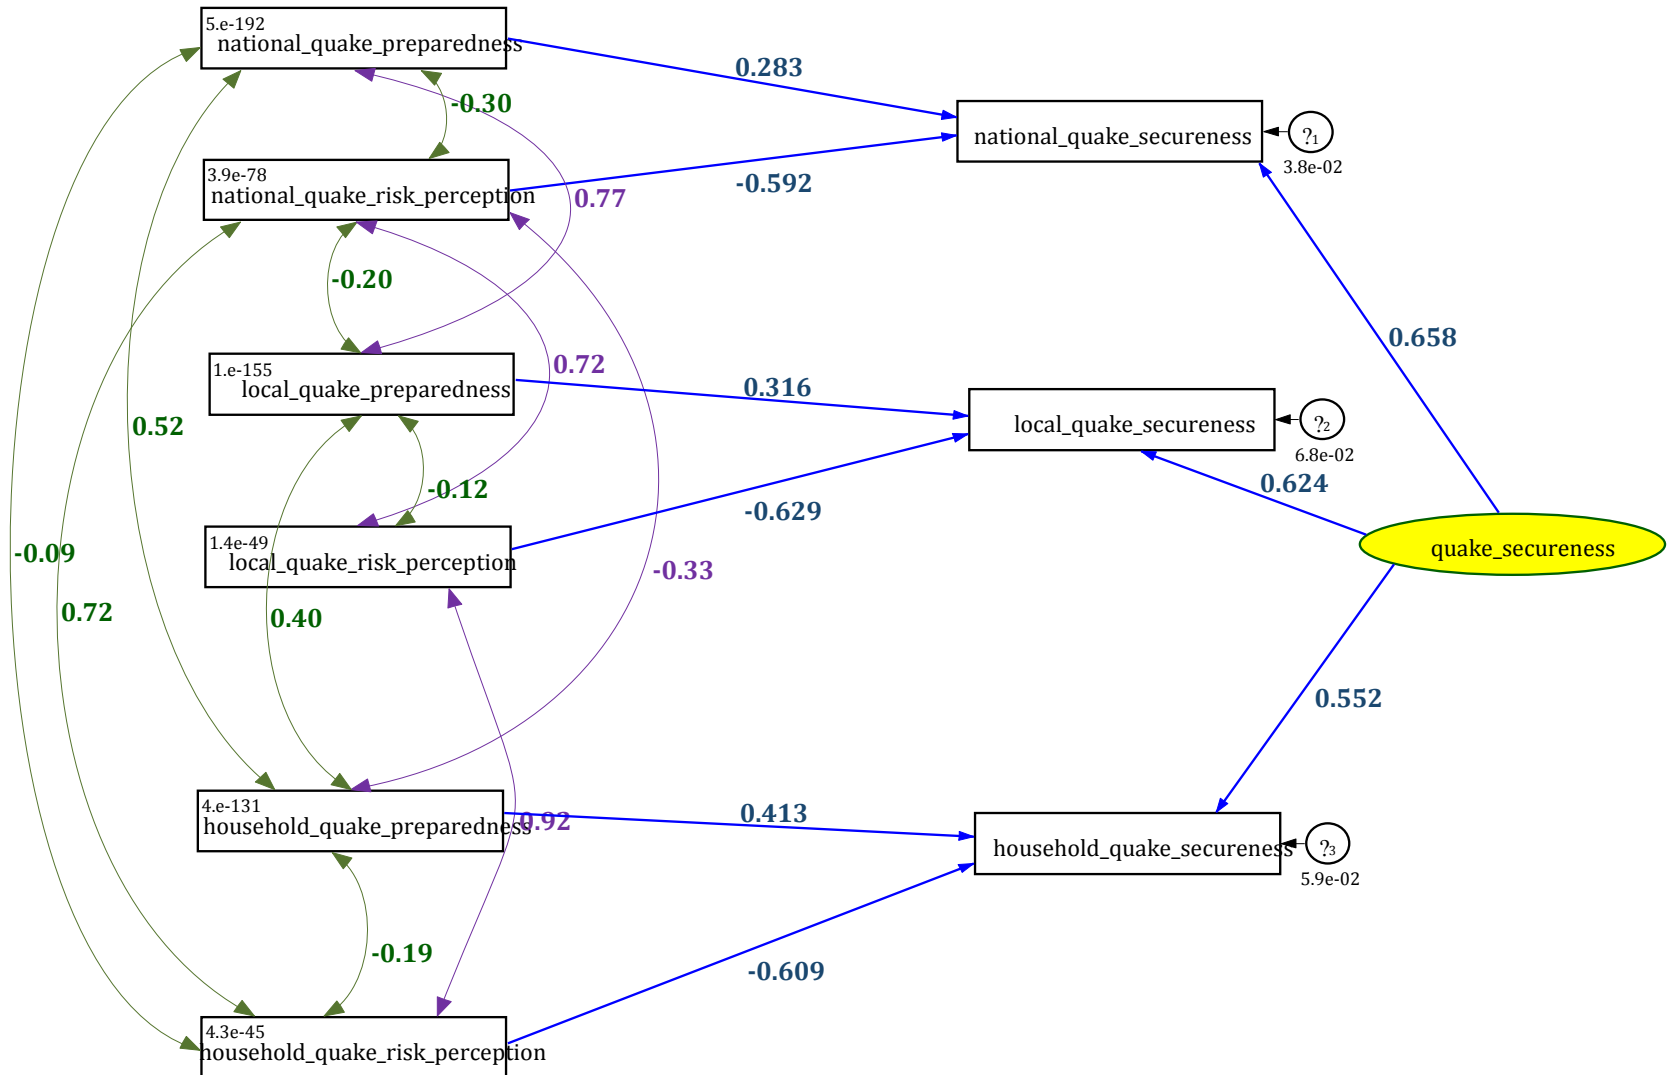 5.e-192
national_quake_preparedness
0.283
-0.30
national_quake_secureness
?1
3.8e-02
3.9e-78
national_quake_risk_perception
-0.592
0.77
-0.20
0.658
0.72
1.e-155
local_quake_preparedness
0.316
local_quake_secureness
?2
6.8e-02
0.52
-0.12
0.624
-0.629
1.4e-49
local_quake_risk_perception
quake_secureness
-0.09
-0.33
0.72
0.40
0.552
4.e-131
household_quake_preparedness
0.92
0.413
household_quake_secureness
?3
5.9e-02
-0.19
-0.609
4.3e-45
household_quake_risk_perception